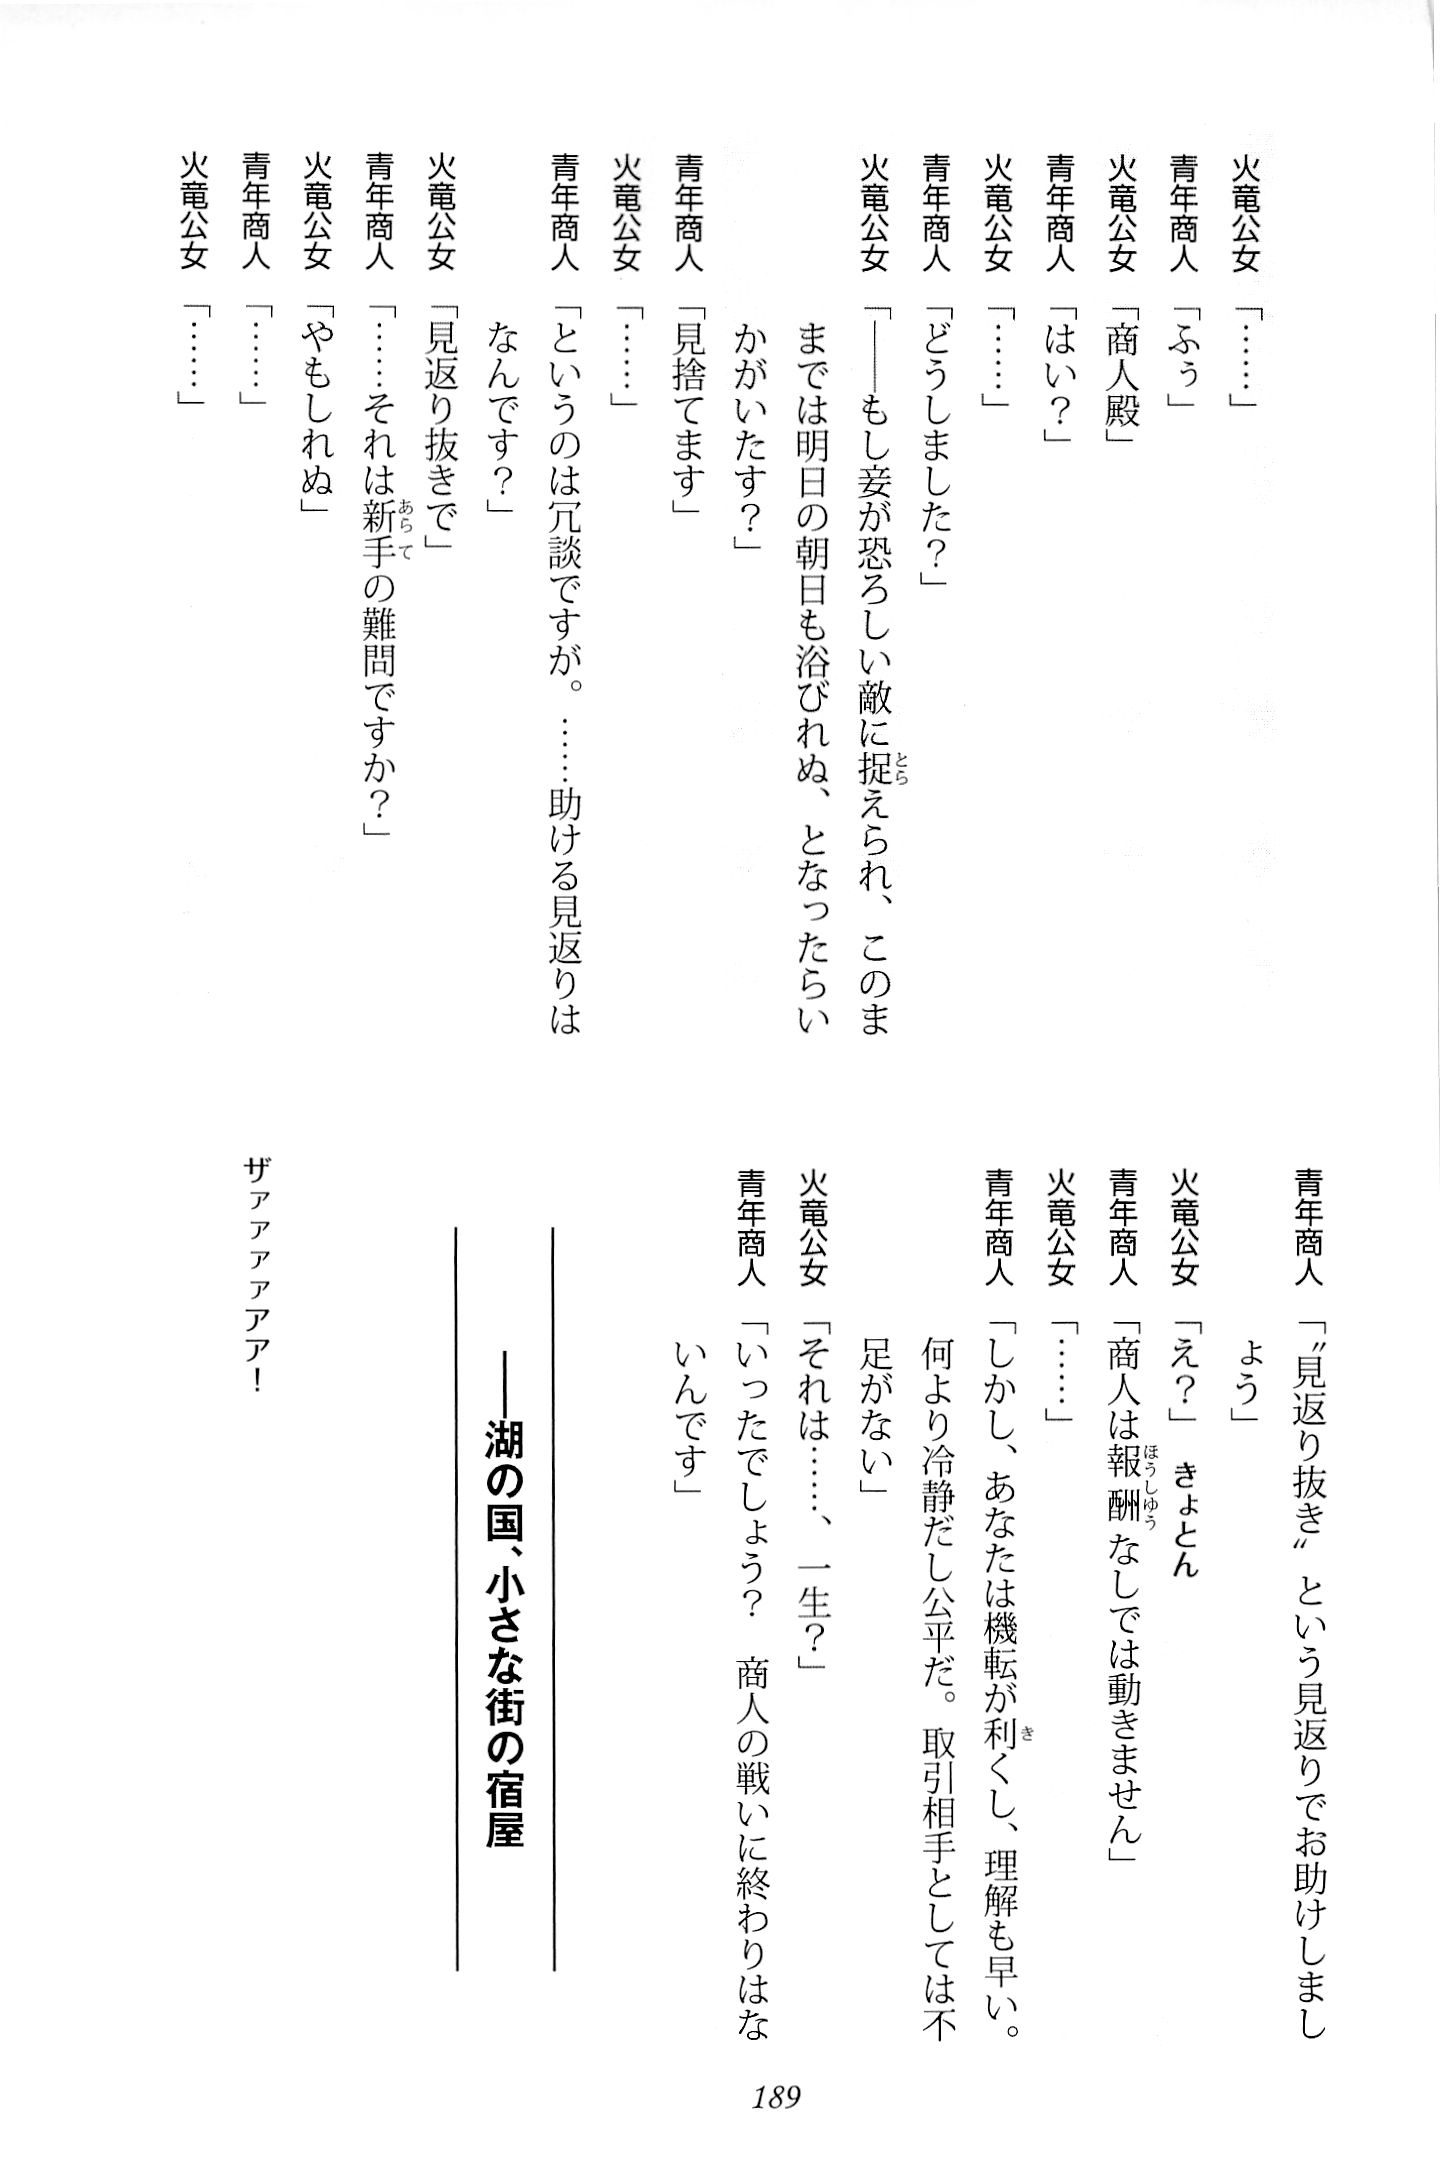 火竜公女「……」
青年商人「ふぅ」
火竜公女「商人殿」
青年商人「はい？」
火竜公女「……」
青年商人「どうしました？」
火竜公女「――もし妾が恐ろしい敵に捉えられ、このま
までは明日の朝日も浴びれぬ、となったらい
かがいたす？」
青年商人「見捨てます」
火竜公女「……」
青年商人「というのは冗談ですが。……助ける見返りは
なんです？」
火竜公女「見返り抜きで」
青年商人「……それは新手の難問ですか？」
火竜公女「やもしれぬ」
青年商人「……」
火竜公女「……」
青年商人「〝見返り抜き〟という見返りでお助けしまし
ょう」
火竜公女「え？」きょとん
青年商人「商人は報酬なしでは動きません」
火竜公女「……」
青年商人「しかし、あなたは機転が利くし、理解も早い。
何より冷静だし公平だ。取引相手としては不
足がない」
火竜公女「それは……、一生？」
青年商人「いったでしょう？　商人の戦いに終わりはな
いんです」
――湖の国、小さな街の宿屋
ザァァァァアア！
189